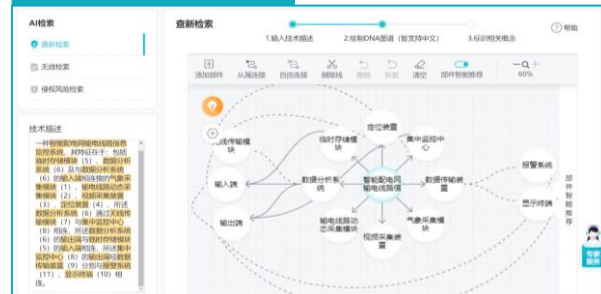 AI检索
查新检索
无效检索
侵权风险检索
技术描述
一种智能配电网输电线路信息
监控系统，其特征在于：包括
临时存储模块（5）、数据分析
系统（6）及与数据分析系统
（6）的输入端相连接的气象采
集模块（1）、输电线路动态采
集模块（2）、视频采集装置
（3）、定位装置（4），所述
数据分析系统（6）通过无线传
输模块（7）与集中监控中心
（8）相连，所述数据分析系统
（6）的输出端与临时存储模块
（5）的输入端相连，所述集中
监控中心（8）的输出端经数据
传输装置（9）分别与报警系统
（11）、显示终端（10）相
连。
查新检索
1.输入技术描述
2.绘制DNA图谱（暂支持中文）
3.标识相关概念
帮助
添加部件
从属连接
自由连接
删除线
撤销
恢复
清空
部件智能推荐
60%
无线传输模
块
临时存储模
块
定位装置
集中监控中
心
报警系统
输入端
数据分析系
统
智能配电网
输电线路信
数据传输装
置
显示终端
输出端
输电线路动
态采集模块
视频采集装
置
气象采集模
块
部件智能推荐
专家
服务